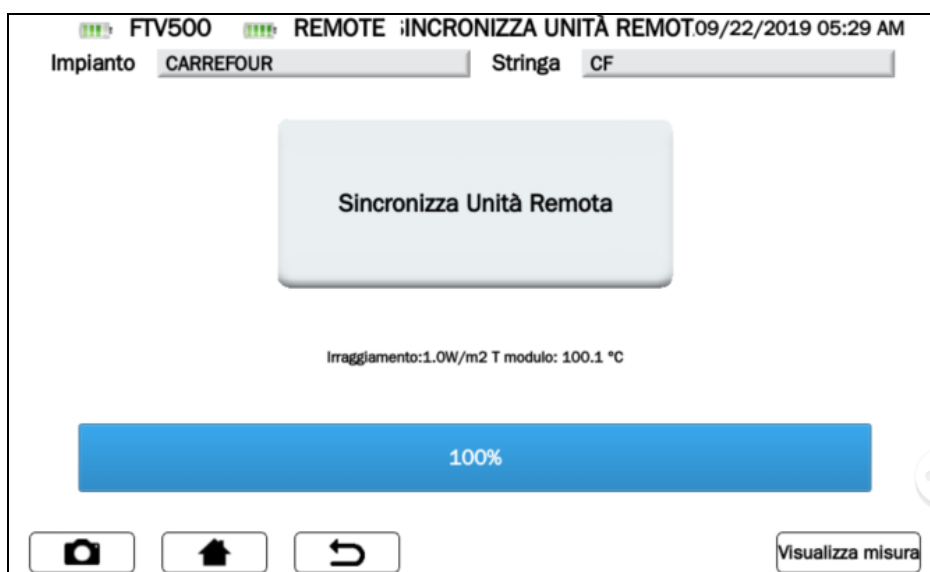 FTV500 REMOTE SINCRONIZZA UNITÀ REMOT 09/22/2019 05:29 AM
Impianto CARREFOUR Stringa CF
Sincronizza Unità Remota
Irraggiamento:1.0W/m2 T modulo: 100.1 °C
100%
Visualizza misura